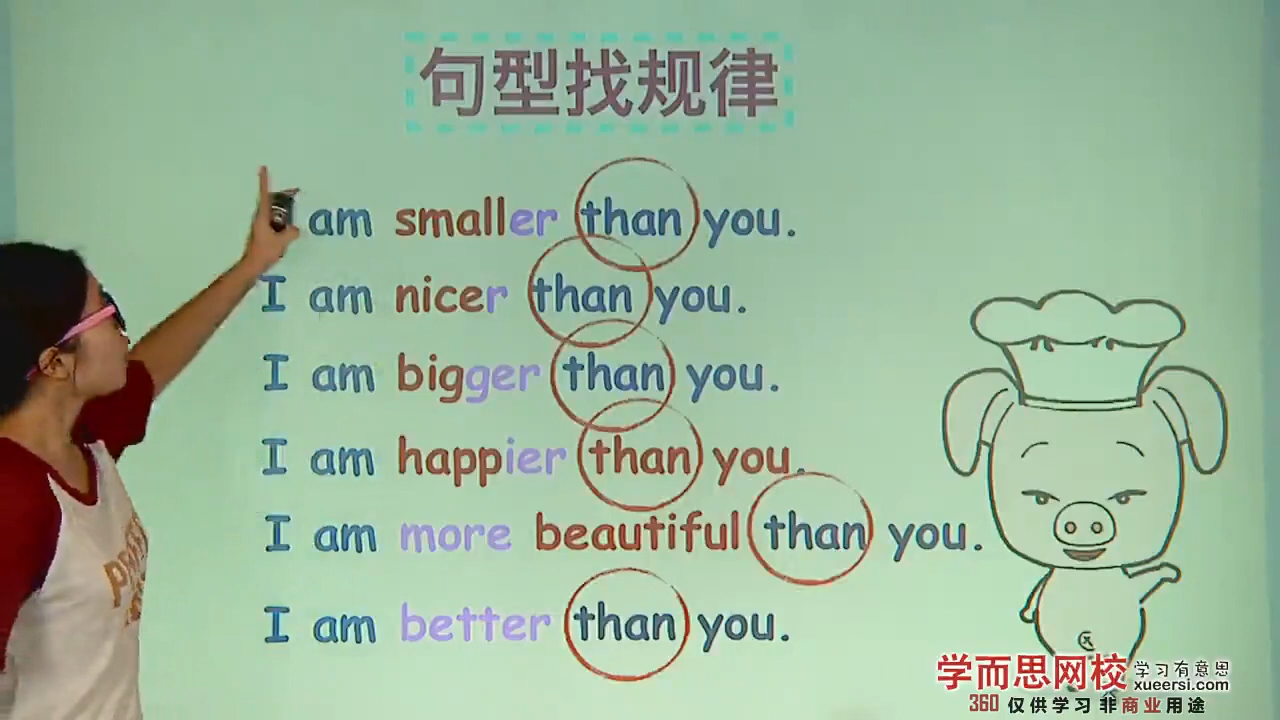 句型找规律
am smaller than you.
I am nicer than you.
I am bigger than you.
I am happier than you.
I am more beautiful than you.
I am better than you.
学而思网校 学习有意思
xueersi.com
360 仅供学习 非商业用途